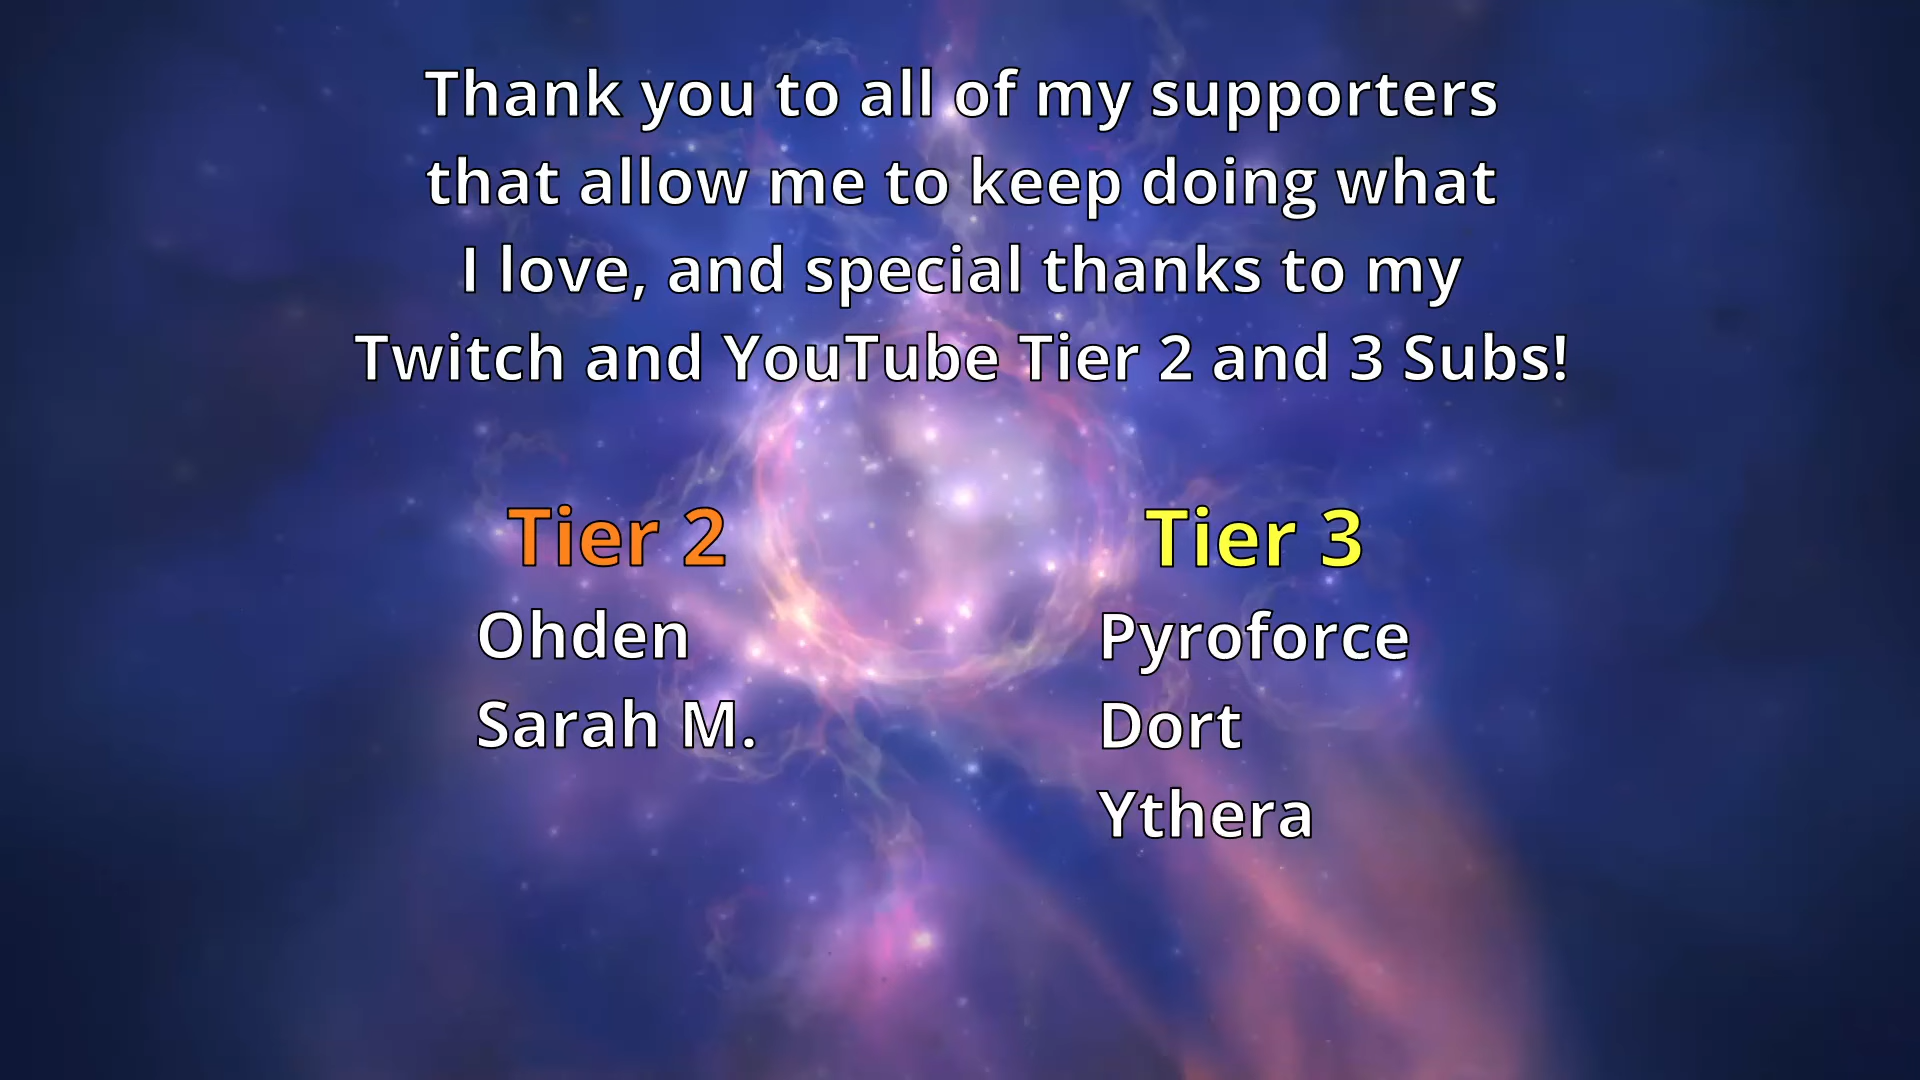 Thank you to all of my supporters
that allow me to keep doing what
I love, and special thanks to my
Twitch and YouTube Tier 2 and 3 Subs!
Tier 2
Ohden
Sarah M.
Tier 3
Pyroforce
Dort
Ythera